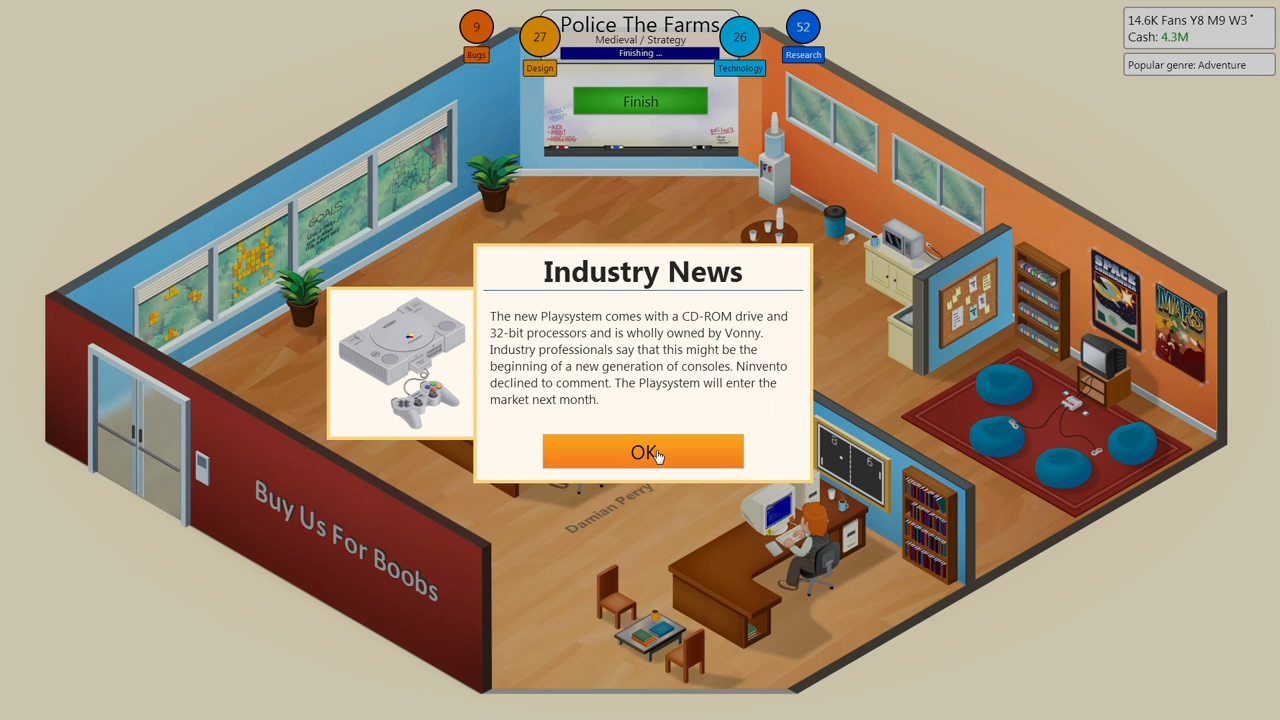 Police The Farms
Medieval / Strategy
Finishing ...
9
Bugs
27
Design
26
Technology
52
Research
Finish
14.6K Fans Y8 M9 W3
Cash: 4.3M
Popular genre: Adventure
GOALS
SPACE
MARS
Industry News
The new Playsystem comes with a CD-ROM drive and
32-bit processors and is wholly owned by Vonny.
Industry professionals say that this might be the
beginning of a new generation of consoles. Ninvento
declined to comment. The Playsystem will enter the
market next month.
OK
8
6
Damian Perry
Buy Us For Boobs